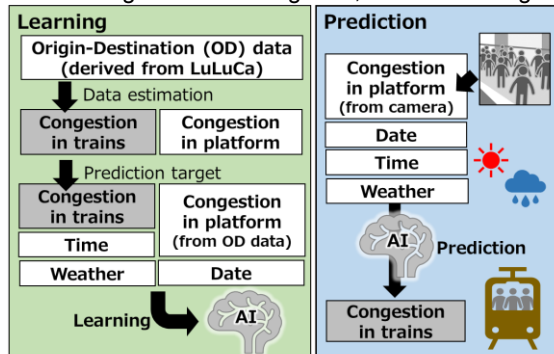 Learning
Origin-Destination (OD) data
(derived from LuLuCa)
Data estimation
Congestion
in trains
Congestion
in platform
Prediction target
Congestion
in trains
Congestion
in platform
(from OD data)
Time
Weather
Date
Learning
AI
Prediction
Congestion
in platform
(from camera)
Date
Time
Weather
AI
Prediction
Congestion
in trains